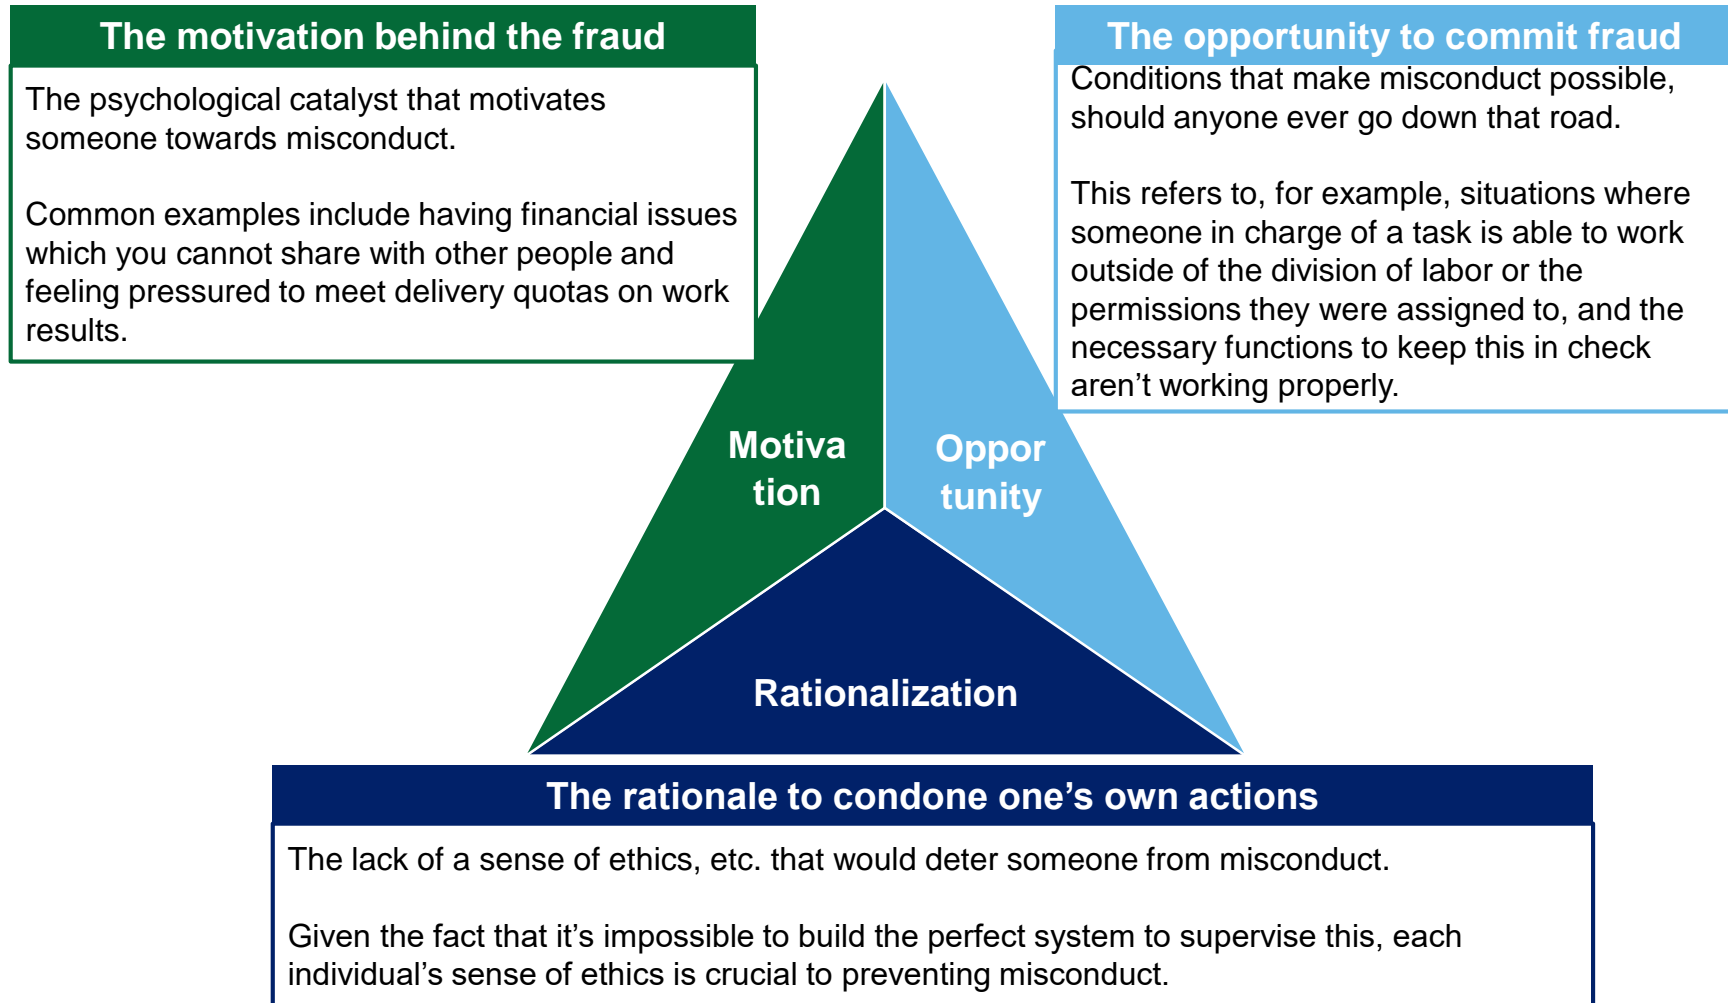 The motivation behind the fraud
The psychological catalyst that motivates
someone towards misconduct.
Common examples include having financial issues
which you cannot share with other people and
feeling pressured to meet delivery quotas on work
results.
The opportunity to commit fraud
Conditions that make misconduct possible,
should anyone ever go down that road.
This refers to, for example, situations where
someone in charge of a task is able to work
outside of the division of labor or the
permissions they were assigned to, and the
necessary functions to keep this in check
aren’t working properly.
Motiva
tion
Oppor
tunity
Rationalization
The rationale to condone one’s own actions
The lack of a sense of ethics, etc. that would deter someone from misconduct.
Given the fact that it’s impossible to build the perfect system to supervise this, each
individual’s sense of ethics is crucial to preventing misconduct.